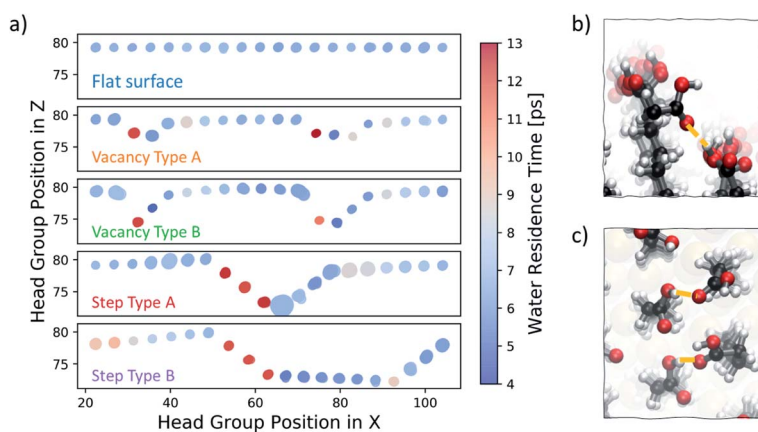 a)
b)
c)
80
75
Flat surface
80
75
Vacancy Type A
80
75
Vacancy Type B
80
75
Step Type A
80
75
Step Type B
20
40
60
80
100
Head Group Position in X
Head Group Position in Z
13
12
11
10
9
8
7
6
5
4
Water Residence Time [ps]